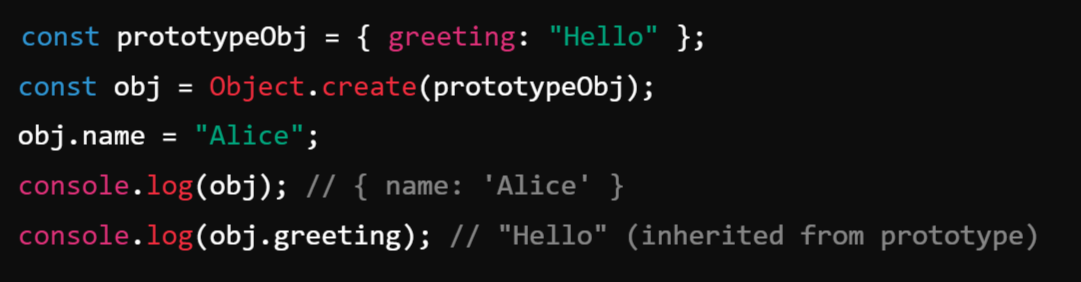 const prototypeObj = { greeting: "Hello" };
const obj = Object.create(prototypeObj);
obj.name = "Alice";
console.log(obj); // { name: 'Alice' }
console.log(obj.greeting); // "Hello" (inherited from prototype)